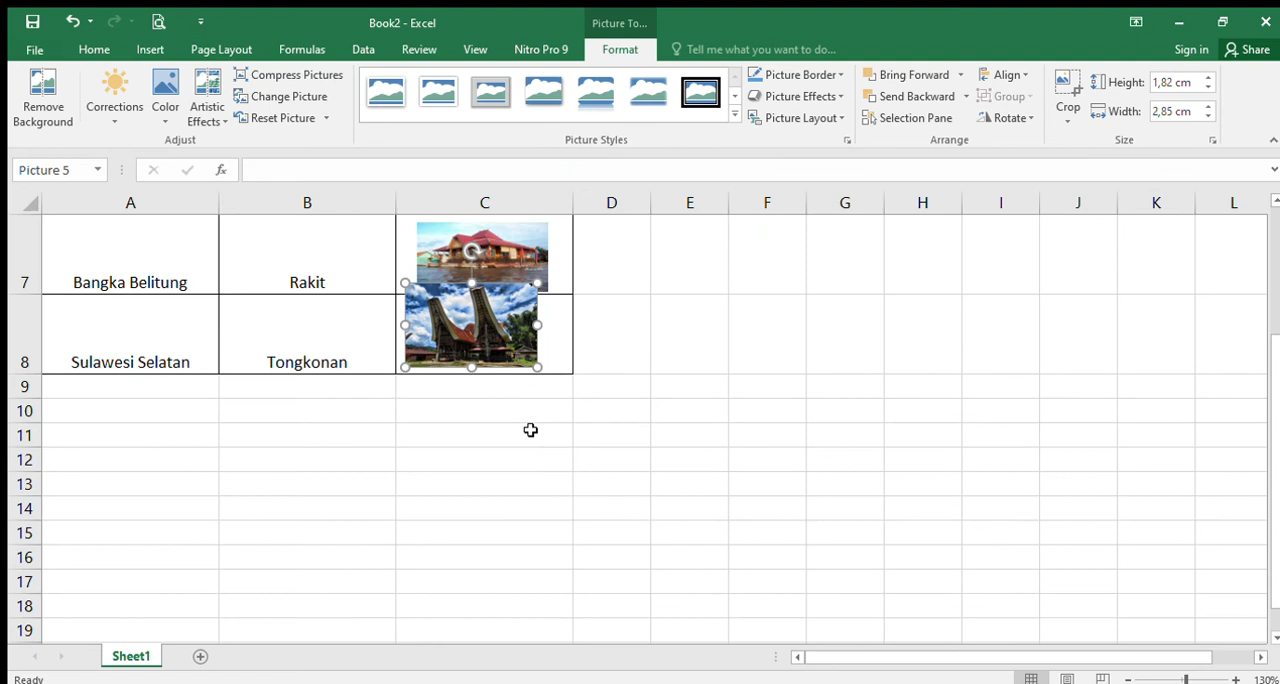 Book2 - Excel
Picture To...
File Home Insert Page Layout Formulas Data Review View Nitro Pro 9 Format Tell me what you want to do... Sign in Share
Remove Background
Corrections
Color
Artistic Effects
Compress Pictures
Change Picture
Reset Picture
Adjust
Picture Styles
Picture Border
Picture Effects
Picture Layout
Bring Forward
Send Backward
Selection Pane
Align
Group
Rotate
Arrange
Crop
Height: 1,82 cm
Width: 2,85 cm
Size
Picture 5
fx
A B C D E F G H I J K L
7 Bangka Belitung Rakit
8 Sulawesi Selatan Tongkonan
9
10
11
12
13
14
15
16
17
18
19
Sheet1
Ready
130%